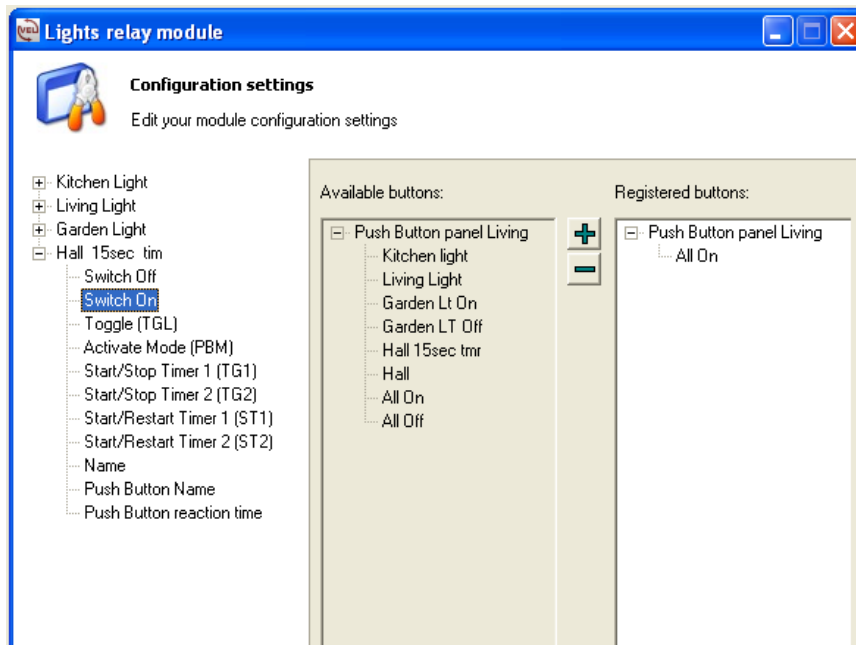 VEL
Lights relay module
Configuration settings
Edit your module configuration settings
Kitchen Light
Living Light
Garden Light
Hall 15sec tim
Switch Off
Switch On
Toggle (TGL)
Activate Mode (PBM)
Start/Stop Timer 1 (TG1)
Start/Stop Timer 2 (TG2)
Start/Restart Timer 1 (ST1)
Start/Restart Timer 2 (ST2)
Name
Push Button Name
Push Button reaction time
Available buttons:
Push Button panel Living
Kitchen light
Living Light
Garden Lt On
Garden LT Off
Hall 15sec tmr
Hall
All On
All Off
Registered buttons:
Push Button panel Living
All On